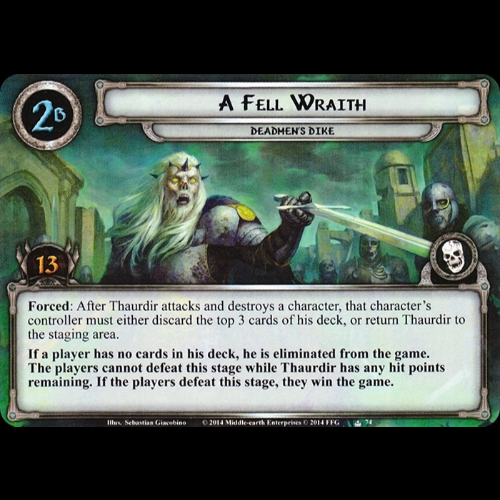 2B
A Fell Wraith
Deadmen's Dike
13
Forced: After Thaurdir attacks and destroys a character, that character's
controller must either discard the top 3 cards of his deck, or return Thaurdir to
the staging area.
If a player has no cards in his deck, he is eliminated from the game.
The players cannot defeat this stage while Thaurdir has any hit points
remaining. If the players defeat this stage, they win the game.
Illus. Sebastian Giacobino © 2014 Middle-earth Enterprises © 2014 FFG 74